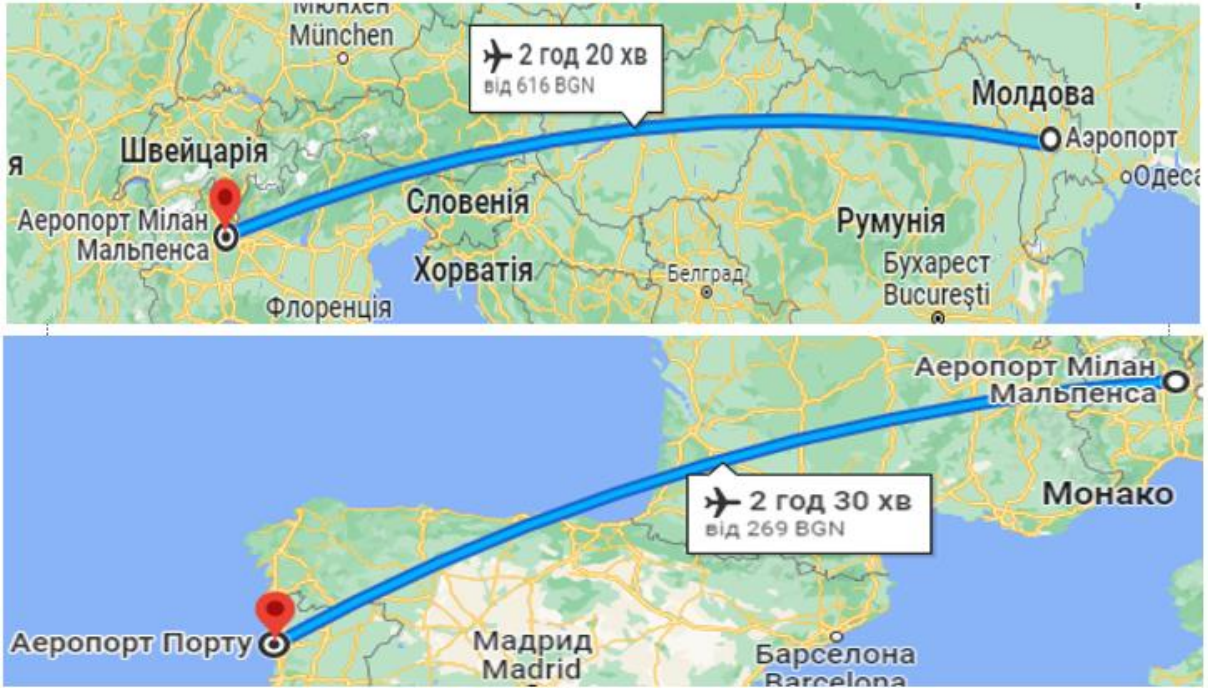 Мюнхен
München
2 год 20 хв
від 616 BGN
Молдова
Аэропорт
Одеса
Швейцарія
я
Словенія
Аеропорт Мілан
Мальпенса
Румунія
Хорватія
Белград
Бухарест
Bucureşti
Флоренція
Аеропорт Мілан
Мальпенса
2 год 30 хв
від 269 BGN
Монако
Аеропорт Порту
Мадрид
Madrid
Барселона
Barcelona